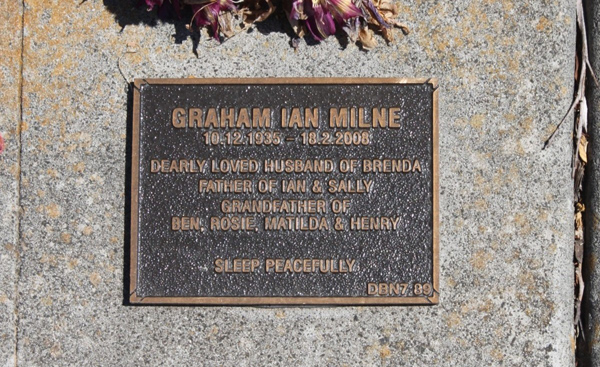 GRAHAM IAN MILNE
10.12.1935 – 18.2.2008
DEARLY LOVED HUSBAND OF BRENDA
FATHER OF IAN & SALLY
GRANDFATHER OF
BEN, ROSIE, MATILDA & HENRY
SLEEP PEACEFULLY
DBN7 89